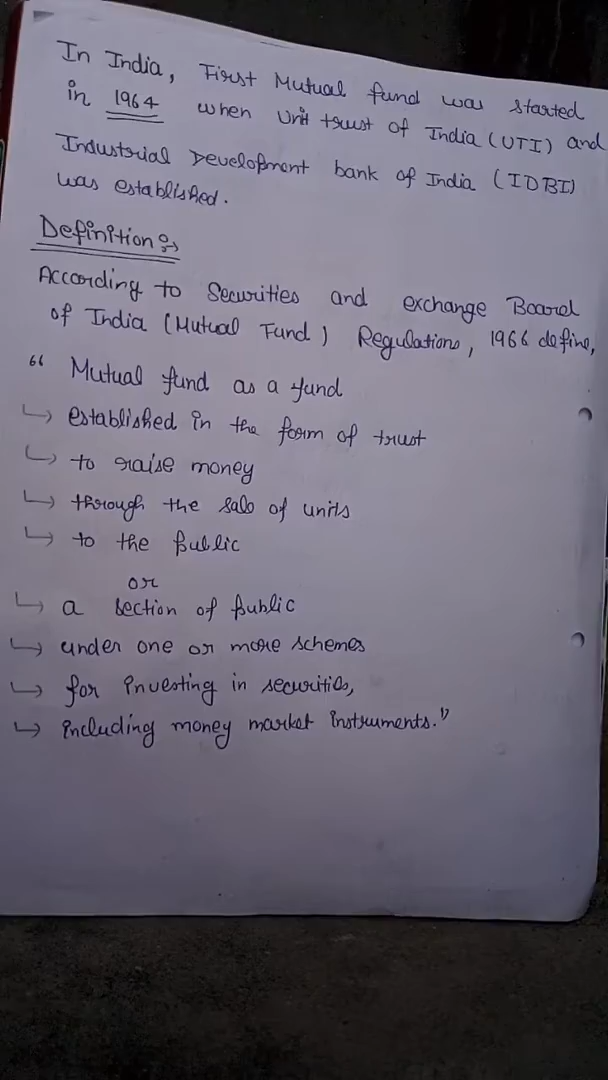 In India, First Mutual fund was started
in 1964 when Unit trust of India (UTI) and
Industrial Development bank of India (IDBI)
was established.
Definition :→
According to Securities and exchange Board
of India (Mutual Fund) Regulations, 1966 define,
“ Mutual fund as a fund
↳ established in the form of trust
↳ to raise money
↳ through the sale of units
↳ to the public
or
↳ a section of public
↳ under one or more schemes
↳ for investing in securities,
↳ including money market instruments.”